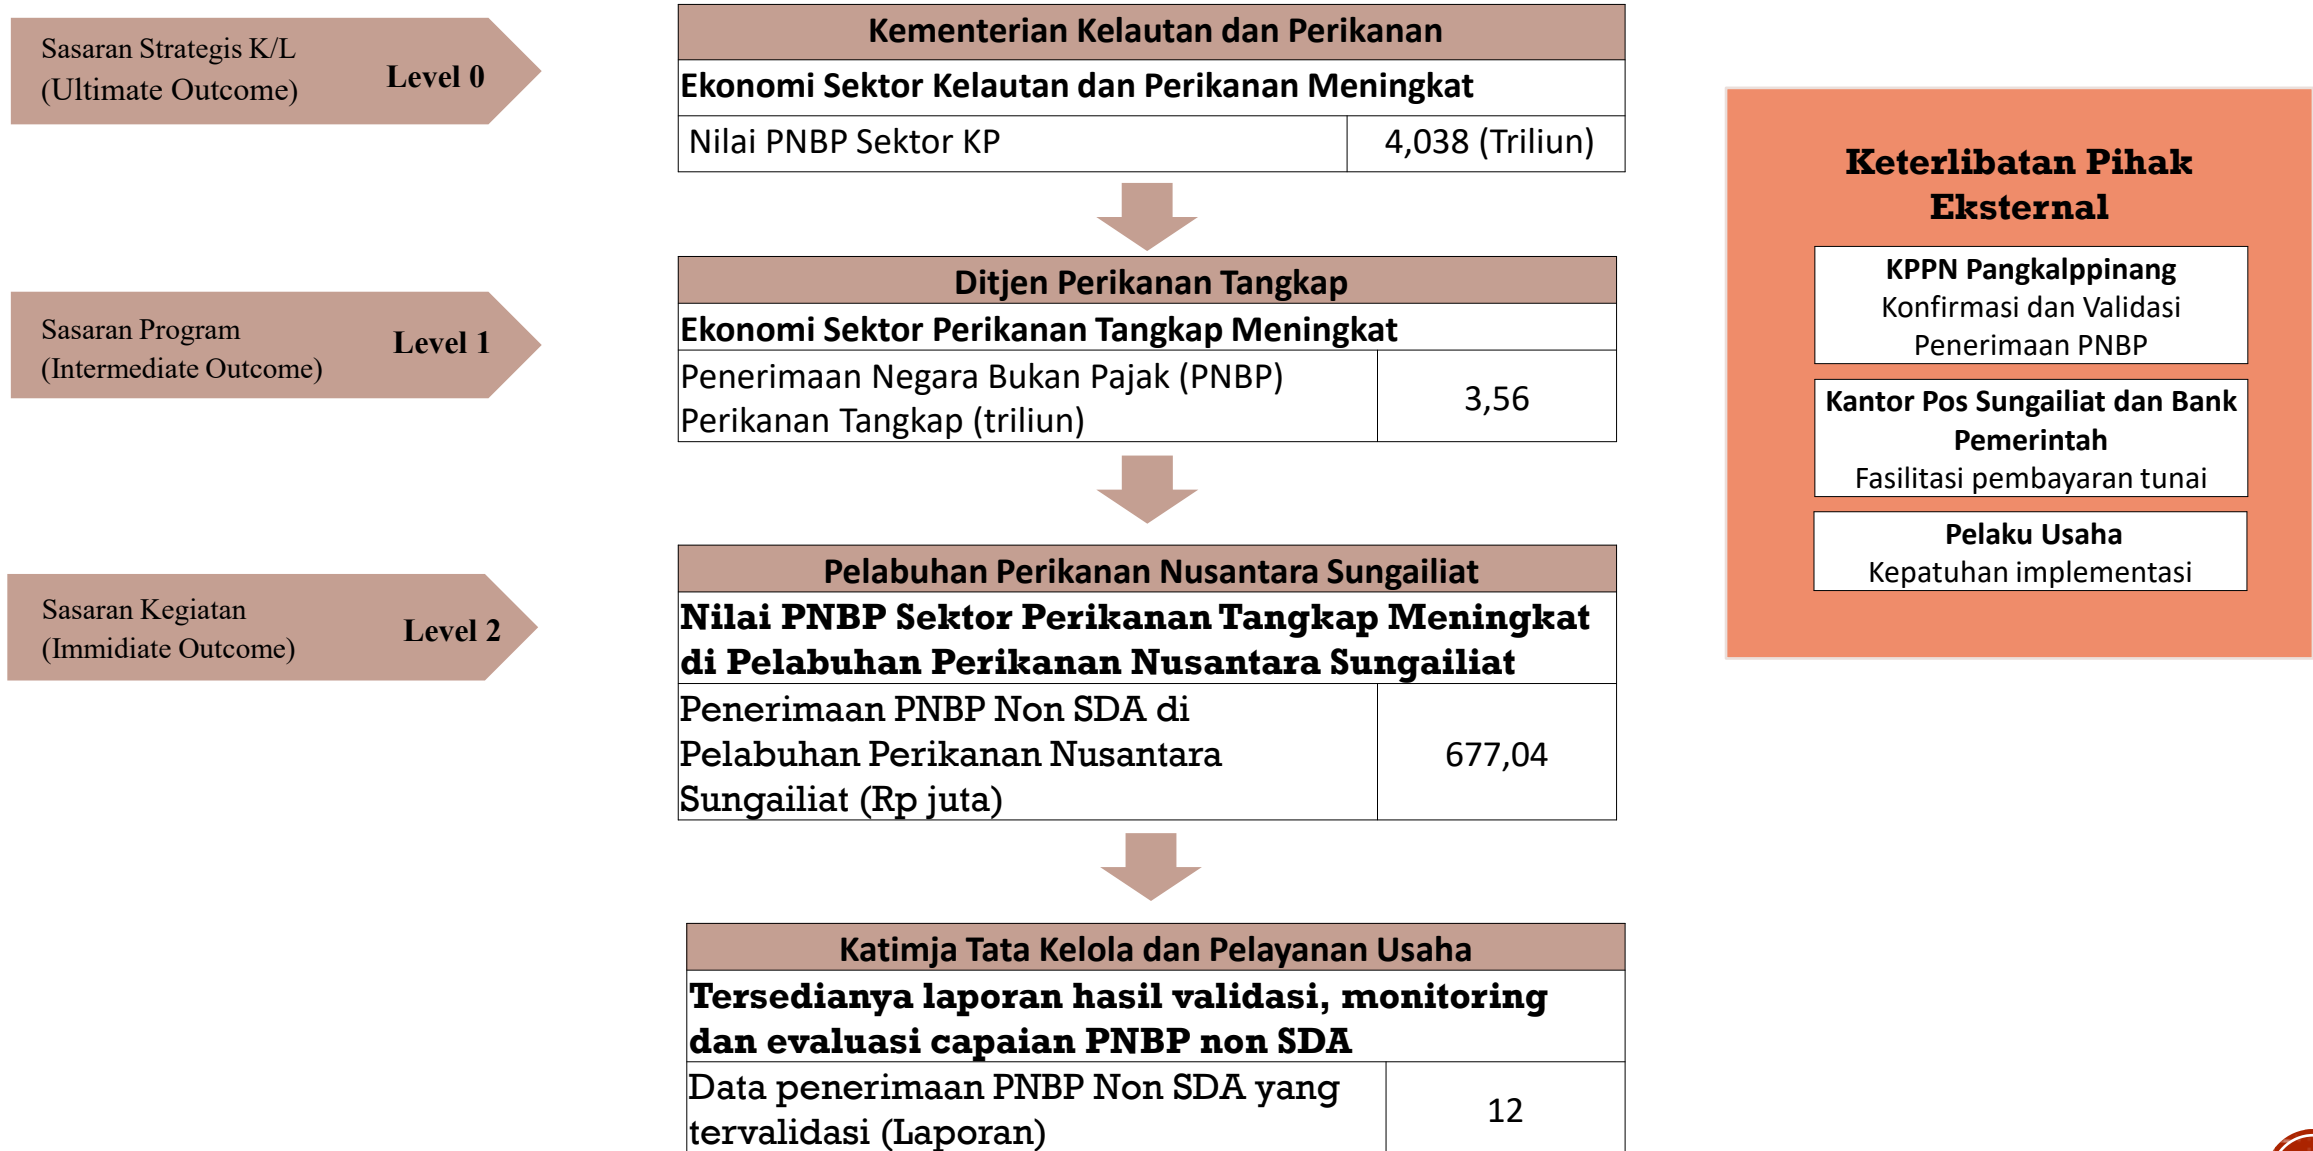 Sasaran Strategis K/L
(Ultimate Outcome)
Level 0
Kementerian Kelautan dan Perikanan
Ekonomi Sektor Kelautan dan Perikanan Meningkat
Nilai PNBP Sektor KP
4,038 (Triliun)
Sasaran Program
(Intermediate Outcome)
Level 1
Ditjen Perikanan Tangkap
Ekonomi Sektor Perikanan Tangkap Meningkat
Penerimaan Negara Bukan Pajak (PNBP)
Perikanan Tangkap (triliun)
3,56
Sasaran Kegiatan
(Immidiate Outcome)
Level 2
Pelabuhan Perikanan Nusantara Sungailiat
Nilai PNBP Sektor Perikanan Tangkap Meningkat
di Pelabuhan Perikanan Nusantara Sungailiat
Penerimaan PNBP Non SDA di
Pelabuhan Perikanan Nusantara
Sungailiat (Rp juta)
677,04
Katimja Tata Kelola dan Pelayanan Usaha
Tersedianya laporan hasil validasi, monitoring
dan evaluasi capaian PNBP non SDA
Data penerimaan PNBP Non SDA yang
tervalidasi (Laporan)
12
Keterlibatan Pihak
Eksternal
KPPN Pangkalppinang
Konfirmasi dan Validasi
Penerimaan PNBP
Kantor Pos Sungailiat dan Bank
Pemerintah
Fasilitasi pembayaran tunai
Pelaku Usaha
Kepatuhan implementasi